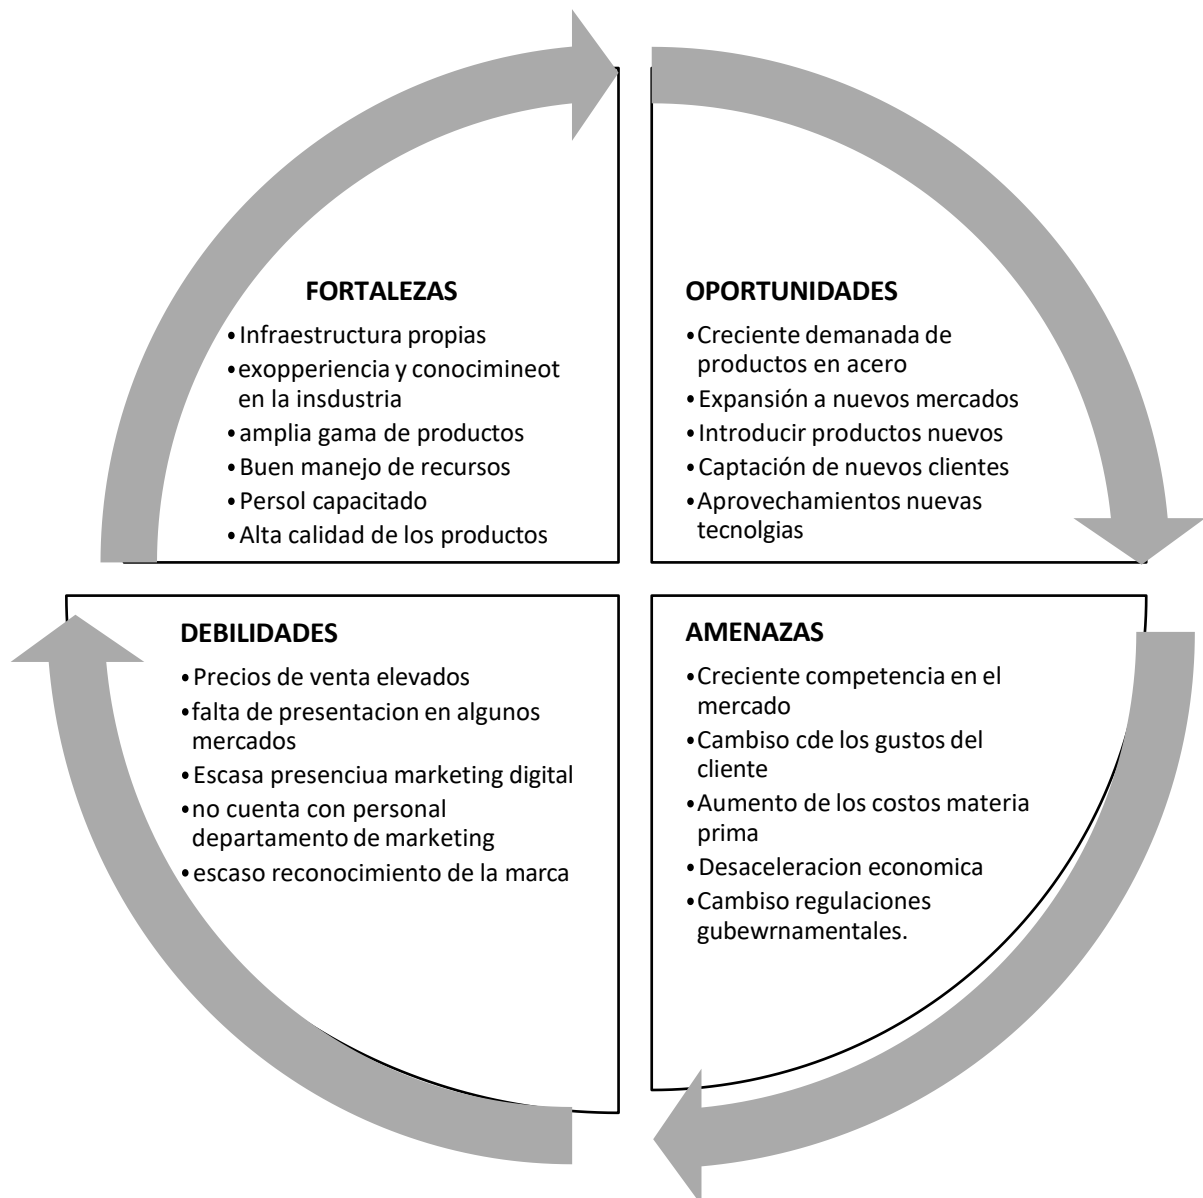 FORTALEZAS
• Infraestructura propias
• exopperiencia y conocimineot
en la insdustria
• amplia gama de productos
• Buen manejo de recursos
• Persol capacitado
• Alta calidad de los productos
OPORTUNIDADES
• Creciente demanada de
productos en acero
• Expansión a nuevos mercados
• Introducir productos nuevos
• Captación de nuevos clientes
• Aprovechamientos nuevas
tecnolgias
DEBILIDADES
• Precios de venta elevados
• falta de presentacion en algunos
mercados
• Escasa presenciua marketing digital
• no cuenta con personal
departamento de marketing
• escaso reconocimiento de la marca
AMENAZAS
• Creciente competencia en el
mercado
• Cambiso cde los gustos del
cliente
• Aumento de los costos materia
prima
• Desaceleracion economica
• Cambiso regulaciones
gubewrnamentales.